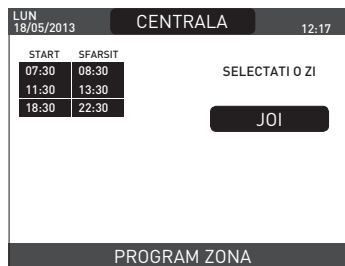 LUN
18/05/2013
CENTRALA
12:17
START SFARSIT
07:30 08:30
11:30 13:30
18:30 22:30
SELECTATI O ZI
JOI
PROGRAM ZONA